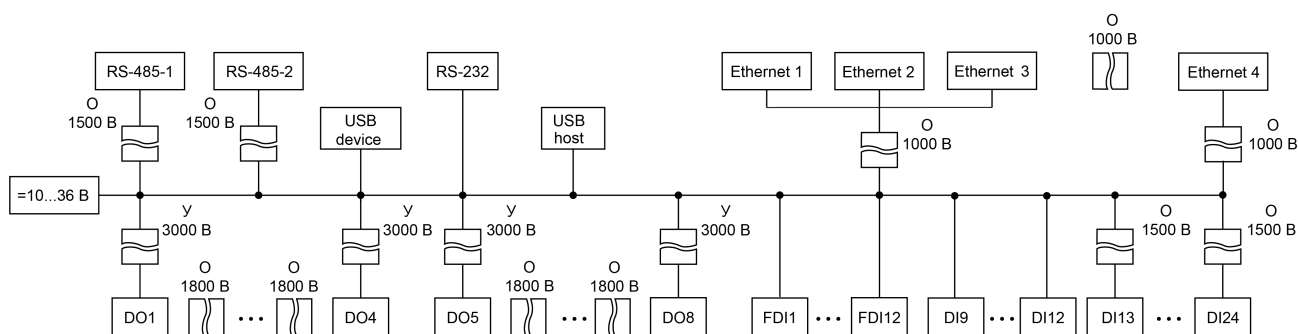 О
1000 В
RS-485-1
RS-485-2
RS-232
Ethernet 1
Ethernet 2
Ethernet 3
Ethernet 4
О
1500 В
О
1500 В
USB
device
USB
host
О
1000 В
О
1000 В
=10...36 В
У
3000 В
У
3000 В
У
3000 В
У
3000 В
О
1500 В
О
1500 В
О
1800 В
О
1800 В
О
1800 В
О
1800 В
DO1
...
DO4
DO5
...
DO8
FDI1
...
FDI12
DI9
...
DI12
DI13
...
DI24